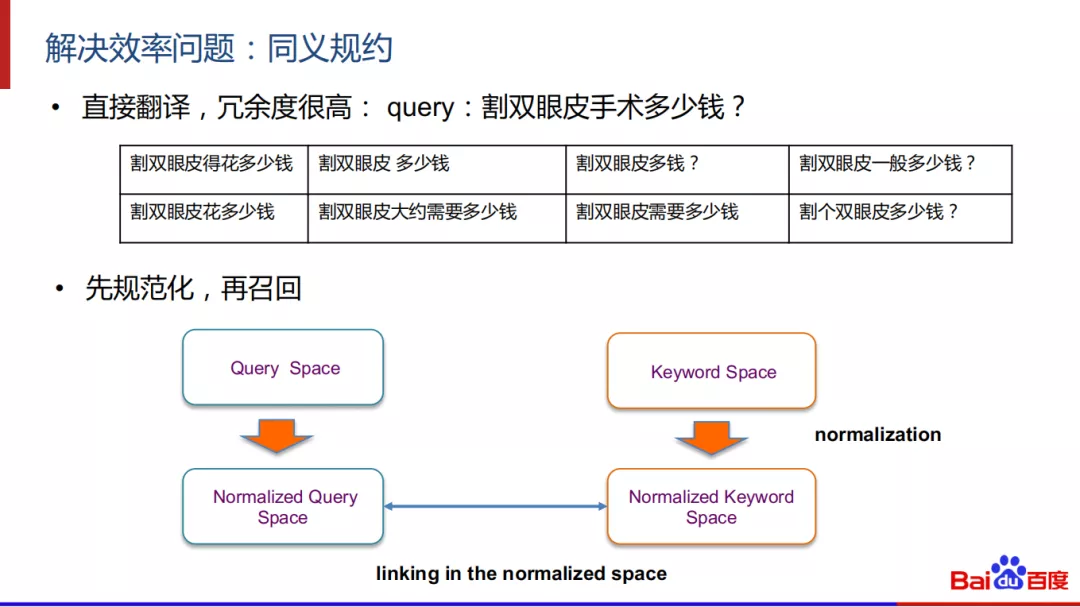 解决效率问题：同义规约
• 直接翻译，冗余度很高： query：割双眼皮手术多少钱？
割双眼皮得花多少钱 割双眼皮 多少钱 割双眼皮多钱？ 割双眼皮一般多少钱？
割双眼皮花多少钱 割双眼皮大约需要多少钱 割双眼皮需要多少钱 割个双眼皮多少钱？
• 先规范化，再召回
Query Space
Keyword Space
normalization
Normalized Query
Space
Normalized Keyword
Space
linking in the normalized space
Baidu百度